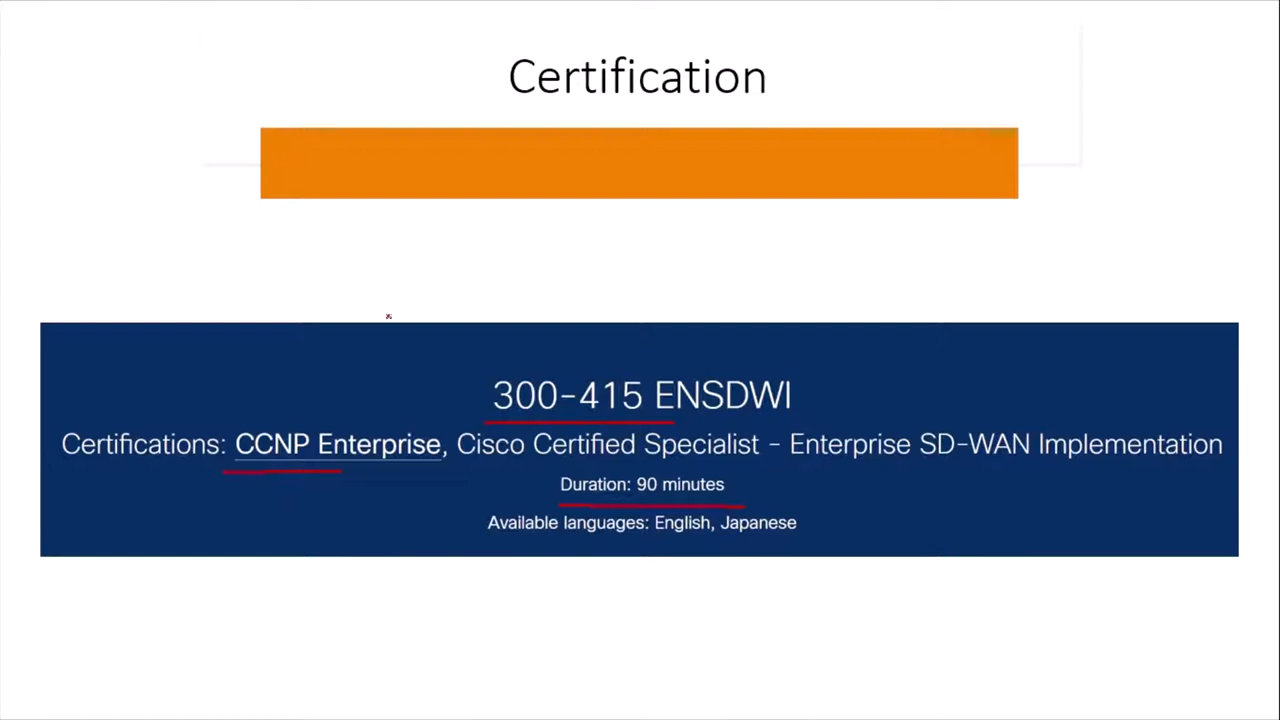 Certification
300-415 ENSDWI
Certifications: CCNP Enterprise, Cisco Certified Specialist - Enterprise SD-WAN Implementation
Duration: 90 minutes
Available languages: English, Japanese